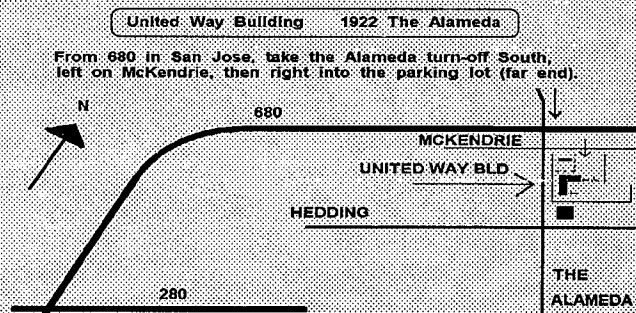 United Way Building 1922 The Alameda
From 680 in San Jose, take the Alameda turn-off South,
left on McKendrie, then right into the parking lot (far end).
N
680
MCKENDRIE
UNITED WAY BLD
HEDDING
THE
ALAMEDA
280